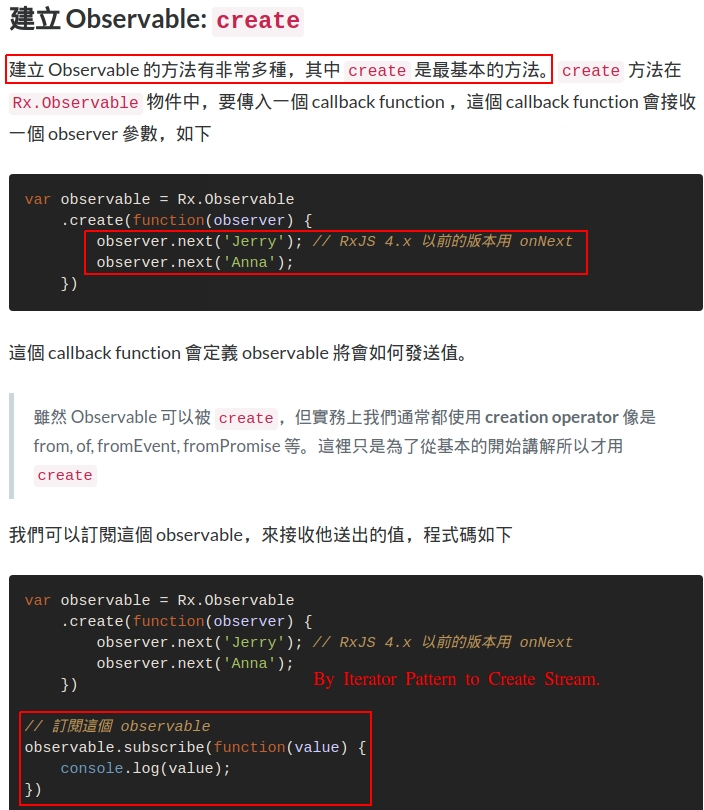 建立 Observable: create
建立 Observable 的方法有非常多種，其中 create 是最基本的方法。create 方法在
Rx.Observable 物件中，要傳入一個 callback function ，這個 callback function 會接收
一個 observer 參數，如下
var observable = Rx.Observable
.create(function(observer) {
observer.next('Jerry'); // RxJS 4.x 以前的版本用 onNext
observer.next('Anna');
})
這個 callback function 會定義 observable 將會如何發送值。
雖然 Observable 可以被 create ，但實務上我們通常都使用 creation operator 像是
from, of, fromEvent, fromPromise 等。這裡只是為了從基本的開始講解所以才用
create
我們可以訂閱這個 observable，來接收他送出的值，程式碼如下
var observable = Rx.Observable
.create(function(observer) {
observer.next('Jerry'); // RxJS 4.x 以前的版本用 onNext
observer.next('Anna');
})
By Iterator Pattern to Create Stream.
// 訂閱這個 observable
observable.subscribe(function(value) {
console.log(value);
})